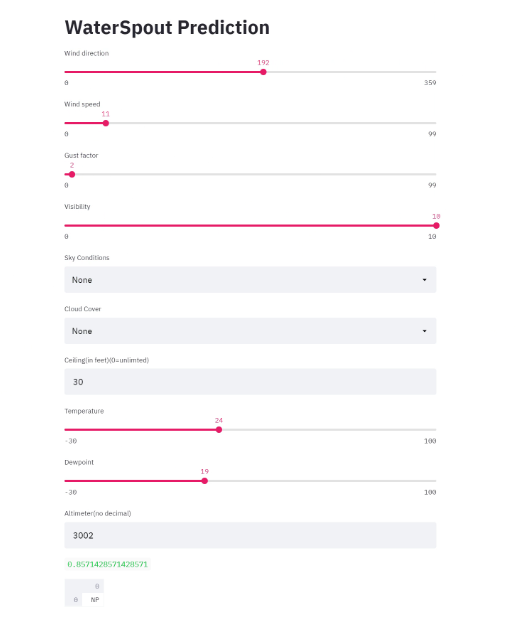 WaterSpout Prediction
Wind direction
192
0 359
Wind speed
11
0 99
Gust factor
2
0 99
Visibility
10
0 10
Sky Conditions
None
Cloud Cover
None
Ceiling(in feet)(0=unlimted)
30
Temperature
24
-30 100
Dewpoint
19
-30 100
Altimeter(no decimal)
3002
0.8571428571428571
0
0 NP